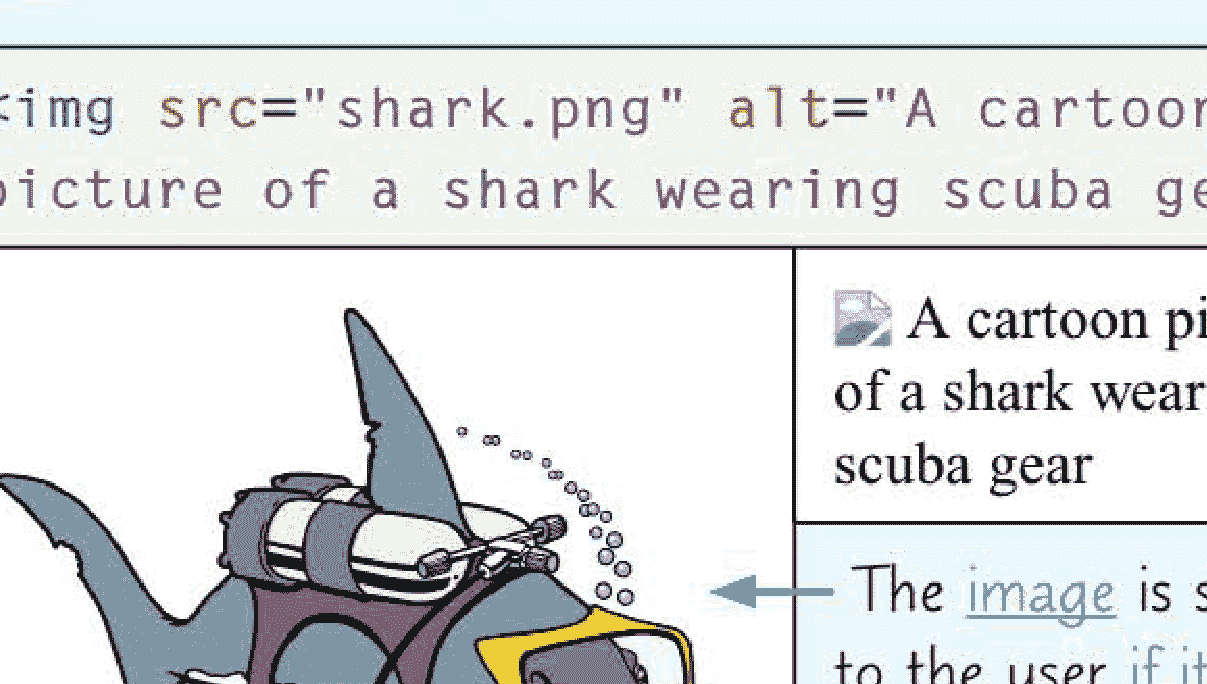 <img src="shark.png" alt="A cartoon
picture of a shark wearing scuba ge
A cartoon pi
of a shark wear
scuba gear
The image is s
to the user if it